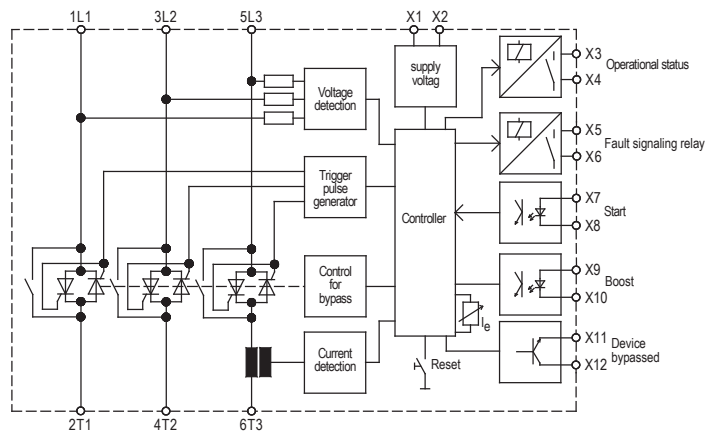 1L1 3L2 5L3 X1 X2
supply
voltag
X3
X4
Operational status
Voltage
detection
X5
X6
Fault signaling relay
Trigger
pulse
generator
Controller
X7
X8
Start
Control
for
bypass
X9
X10
Boost
Ie
Current
detection
Reset
X11
X12
Device
bypassed
2T1 4T2 6T3